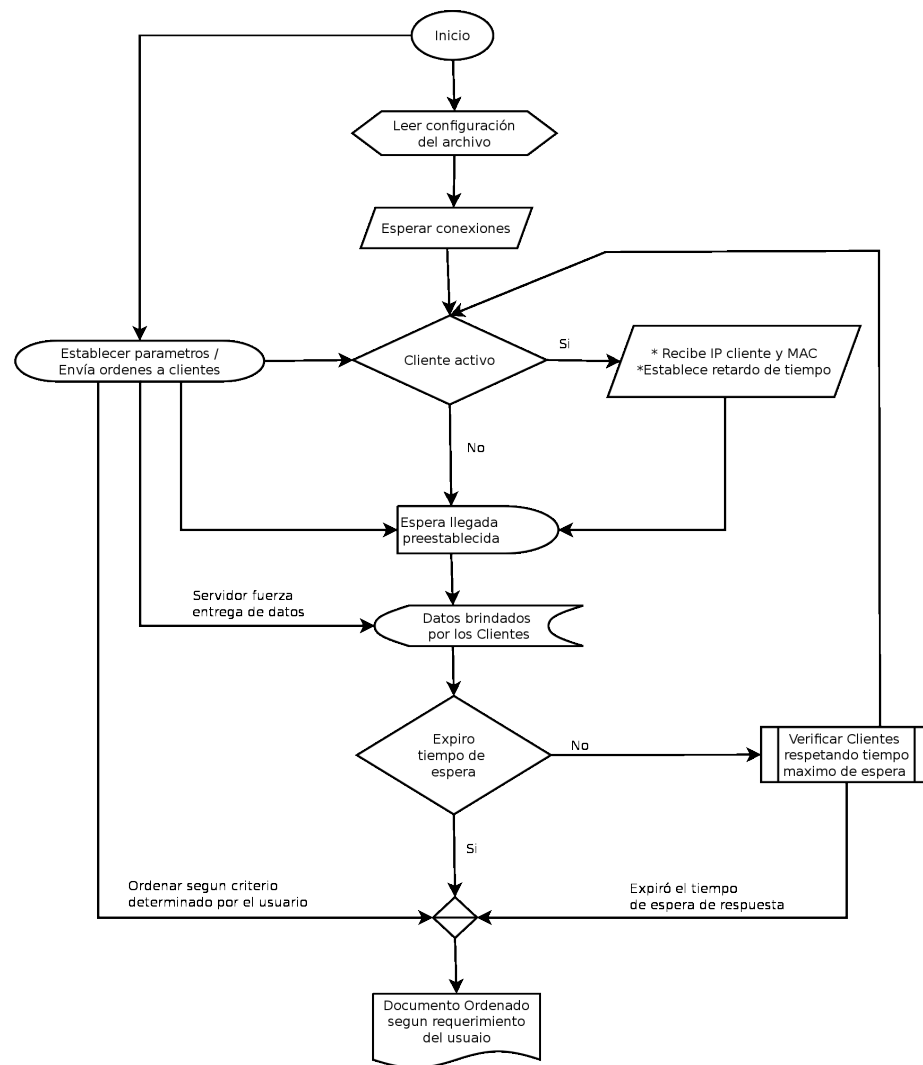 Inicio
Leer configuración
del archivo
Esperar conexiones
Establecer parametros /
Envía ordenes a clientes
Cliente activo
Si
* Recibe IP cliente y MAC
*Establece retardo de tiempo
No
Espera llegada
preestablecida
Servidor fuerza
entrega de datos
Datos brindados
por los Clientes
Expiro
tiempo de
espera
No
Verificar Clientes
respetando tiempo
maximo de espera
Si
Ordenar segun criterio
determinado por el usuario
Expiró el tiempo
de espera de respuesta
Documento Ordenado
segun requerimiento
del usuaio